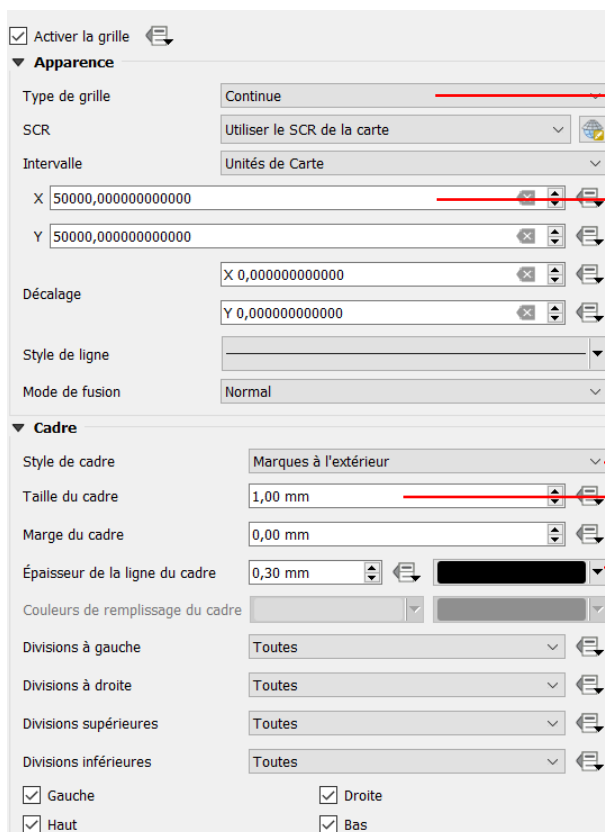 Activer la grille
Apparence
Type de grille Continue
SCR Utiliser le SCR de la carte
Intervalle Unités de Carte
X 50000,000000000000
Y 50000,000000000000
Décalage X 0,000000000000
Y 0,000000000000
Style de ligne
Mode de fusion Normal
Cadre
Style de cadre Marques à l'extérieur
Taille du cadre 1,00 mm
Marge du cadre 0,00 mm
Épaisseur de la ligne du cadre 0,30 mm
Couleurs de remplissage du cadre
Divisions à gauche Toutes
Divisions à droite Toutes
Divisions supérieures Toutes
Divisions inférieures Toutes
Gauche Droite
Haut Bas